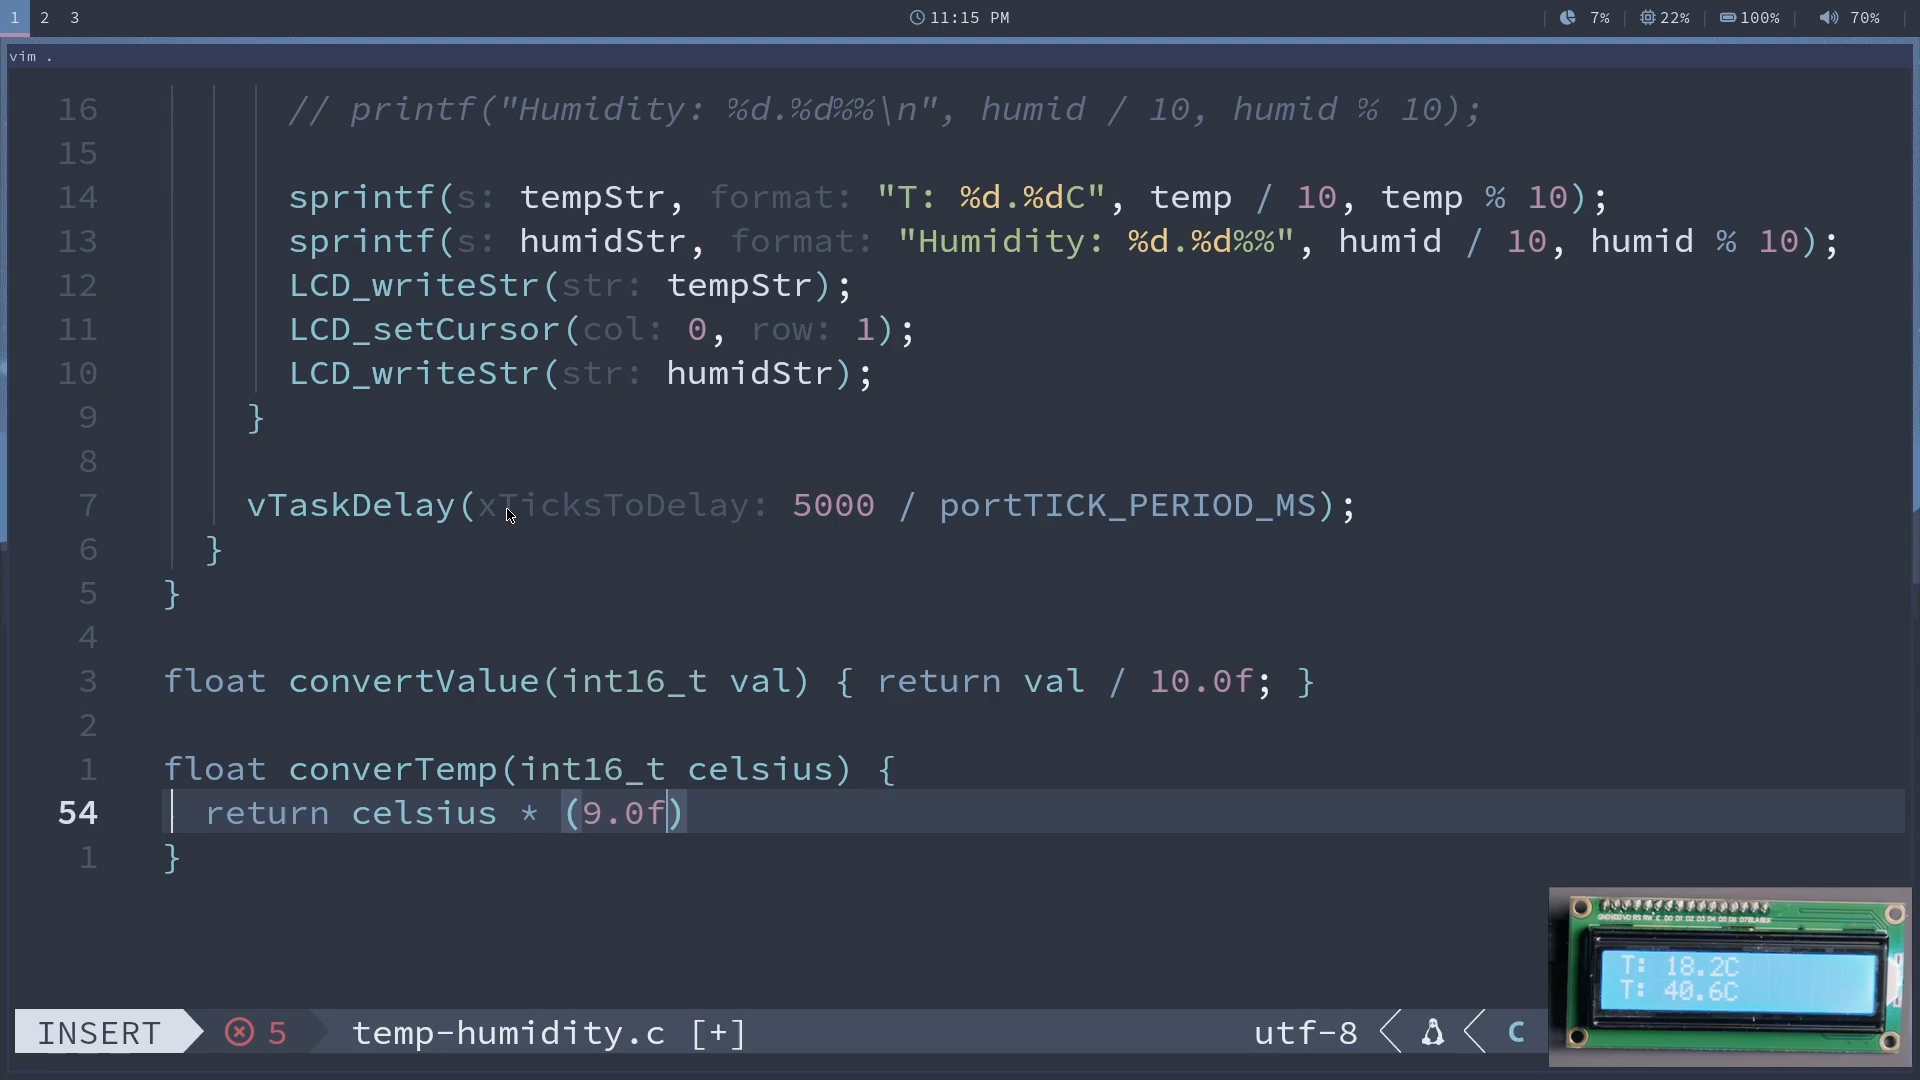 1 2 3 11:15 PM 7% 22% 100% 70%
vim .
16 // printf("Humidity: %d.%d%%\n", humid / 10, humid % 10);
15
14 sprintf(s: tempStr, format: "T: %d.%dC", temp / 10, temp % 10);
13 sprintf(s: humidStr, format: "Humidity: %d.%d%%", humid / 10, humid % 10);
12 LCD_writeStr(str: tempStr);
11 LCD_setCursor(col: 0, row: 1);
10 LCD_writeStr(str: humidStr);
9 }
8
7 vTaskDelay(xTicksToDelay: 5000 / portTICK_PERIOD_MS);
6 }
5 }
4
3 float convertValue(int16_t val) { return val / 10.0f; }
2
1 float converTemp(int16_t celsius) {
54 return celsius * (9.0f)
1 }
T: 18.2C
T: 40.6C
INSERT 5 temp-humidity.c [+] utf-8 C